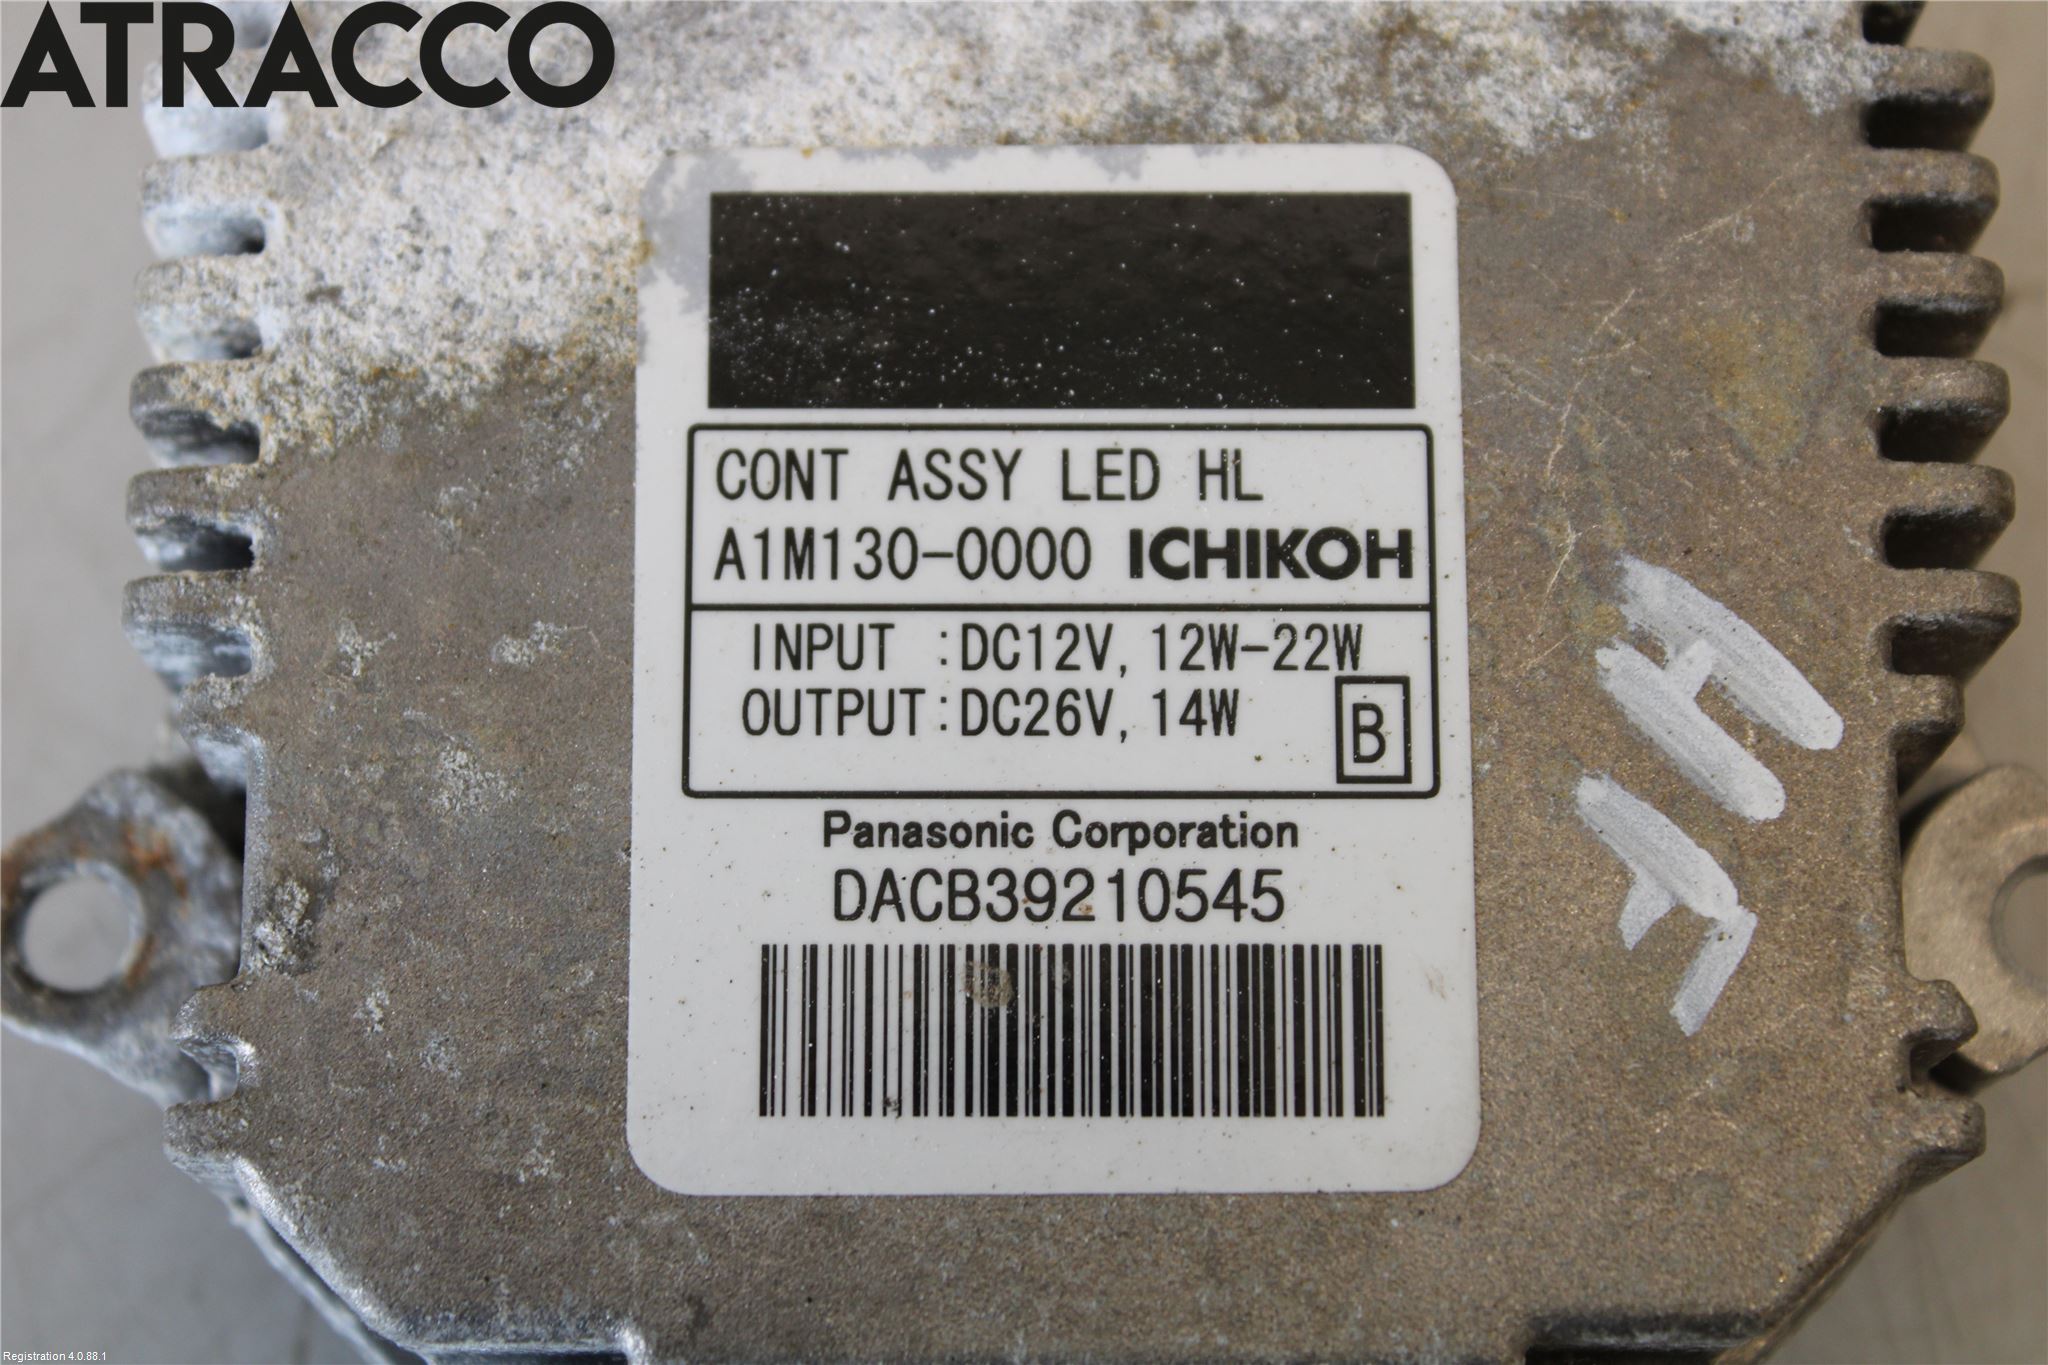 ATRACCO
CONT ASSY LED HL
A1M130-0000 ICHIKOH
INPUT :DC12V, 12W-22W
OUTPUT:DC26V, 14W
B
Panasonic Corporation
DACB39210545
Registration 4.0.88.1